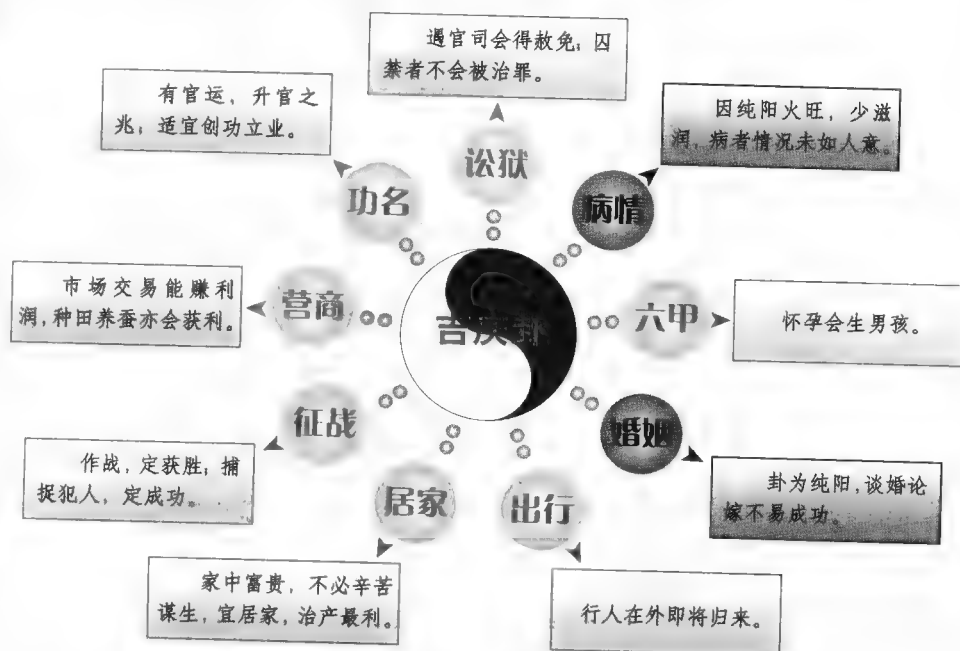 遇官司会得赦免；囚
禁者不会被治罪。
讼狱
因纯阳火旺，少滋
润，病者情况未如人意。
病情
怀孕会生男孩。
六甲
卦为纯阳，谈婚论
嫁不易成功。
婚姻
行人在外即将归来。
出行
家中富贵，不必辛苦
谋生，宜居家，治产最利。
居家
作战，定获胜；捕
捉犯人，定成功。
征战
市场交易能赚利
润，种田养蚕亦会获利。
营商
有官运，升官之
兆；适宜创功立业。
功名
吉庆卦